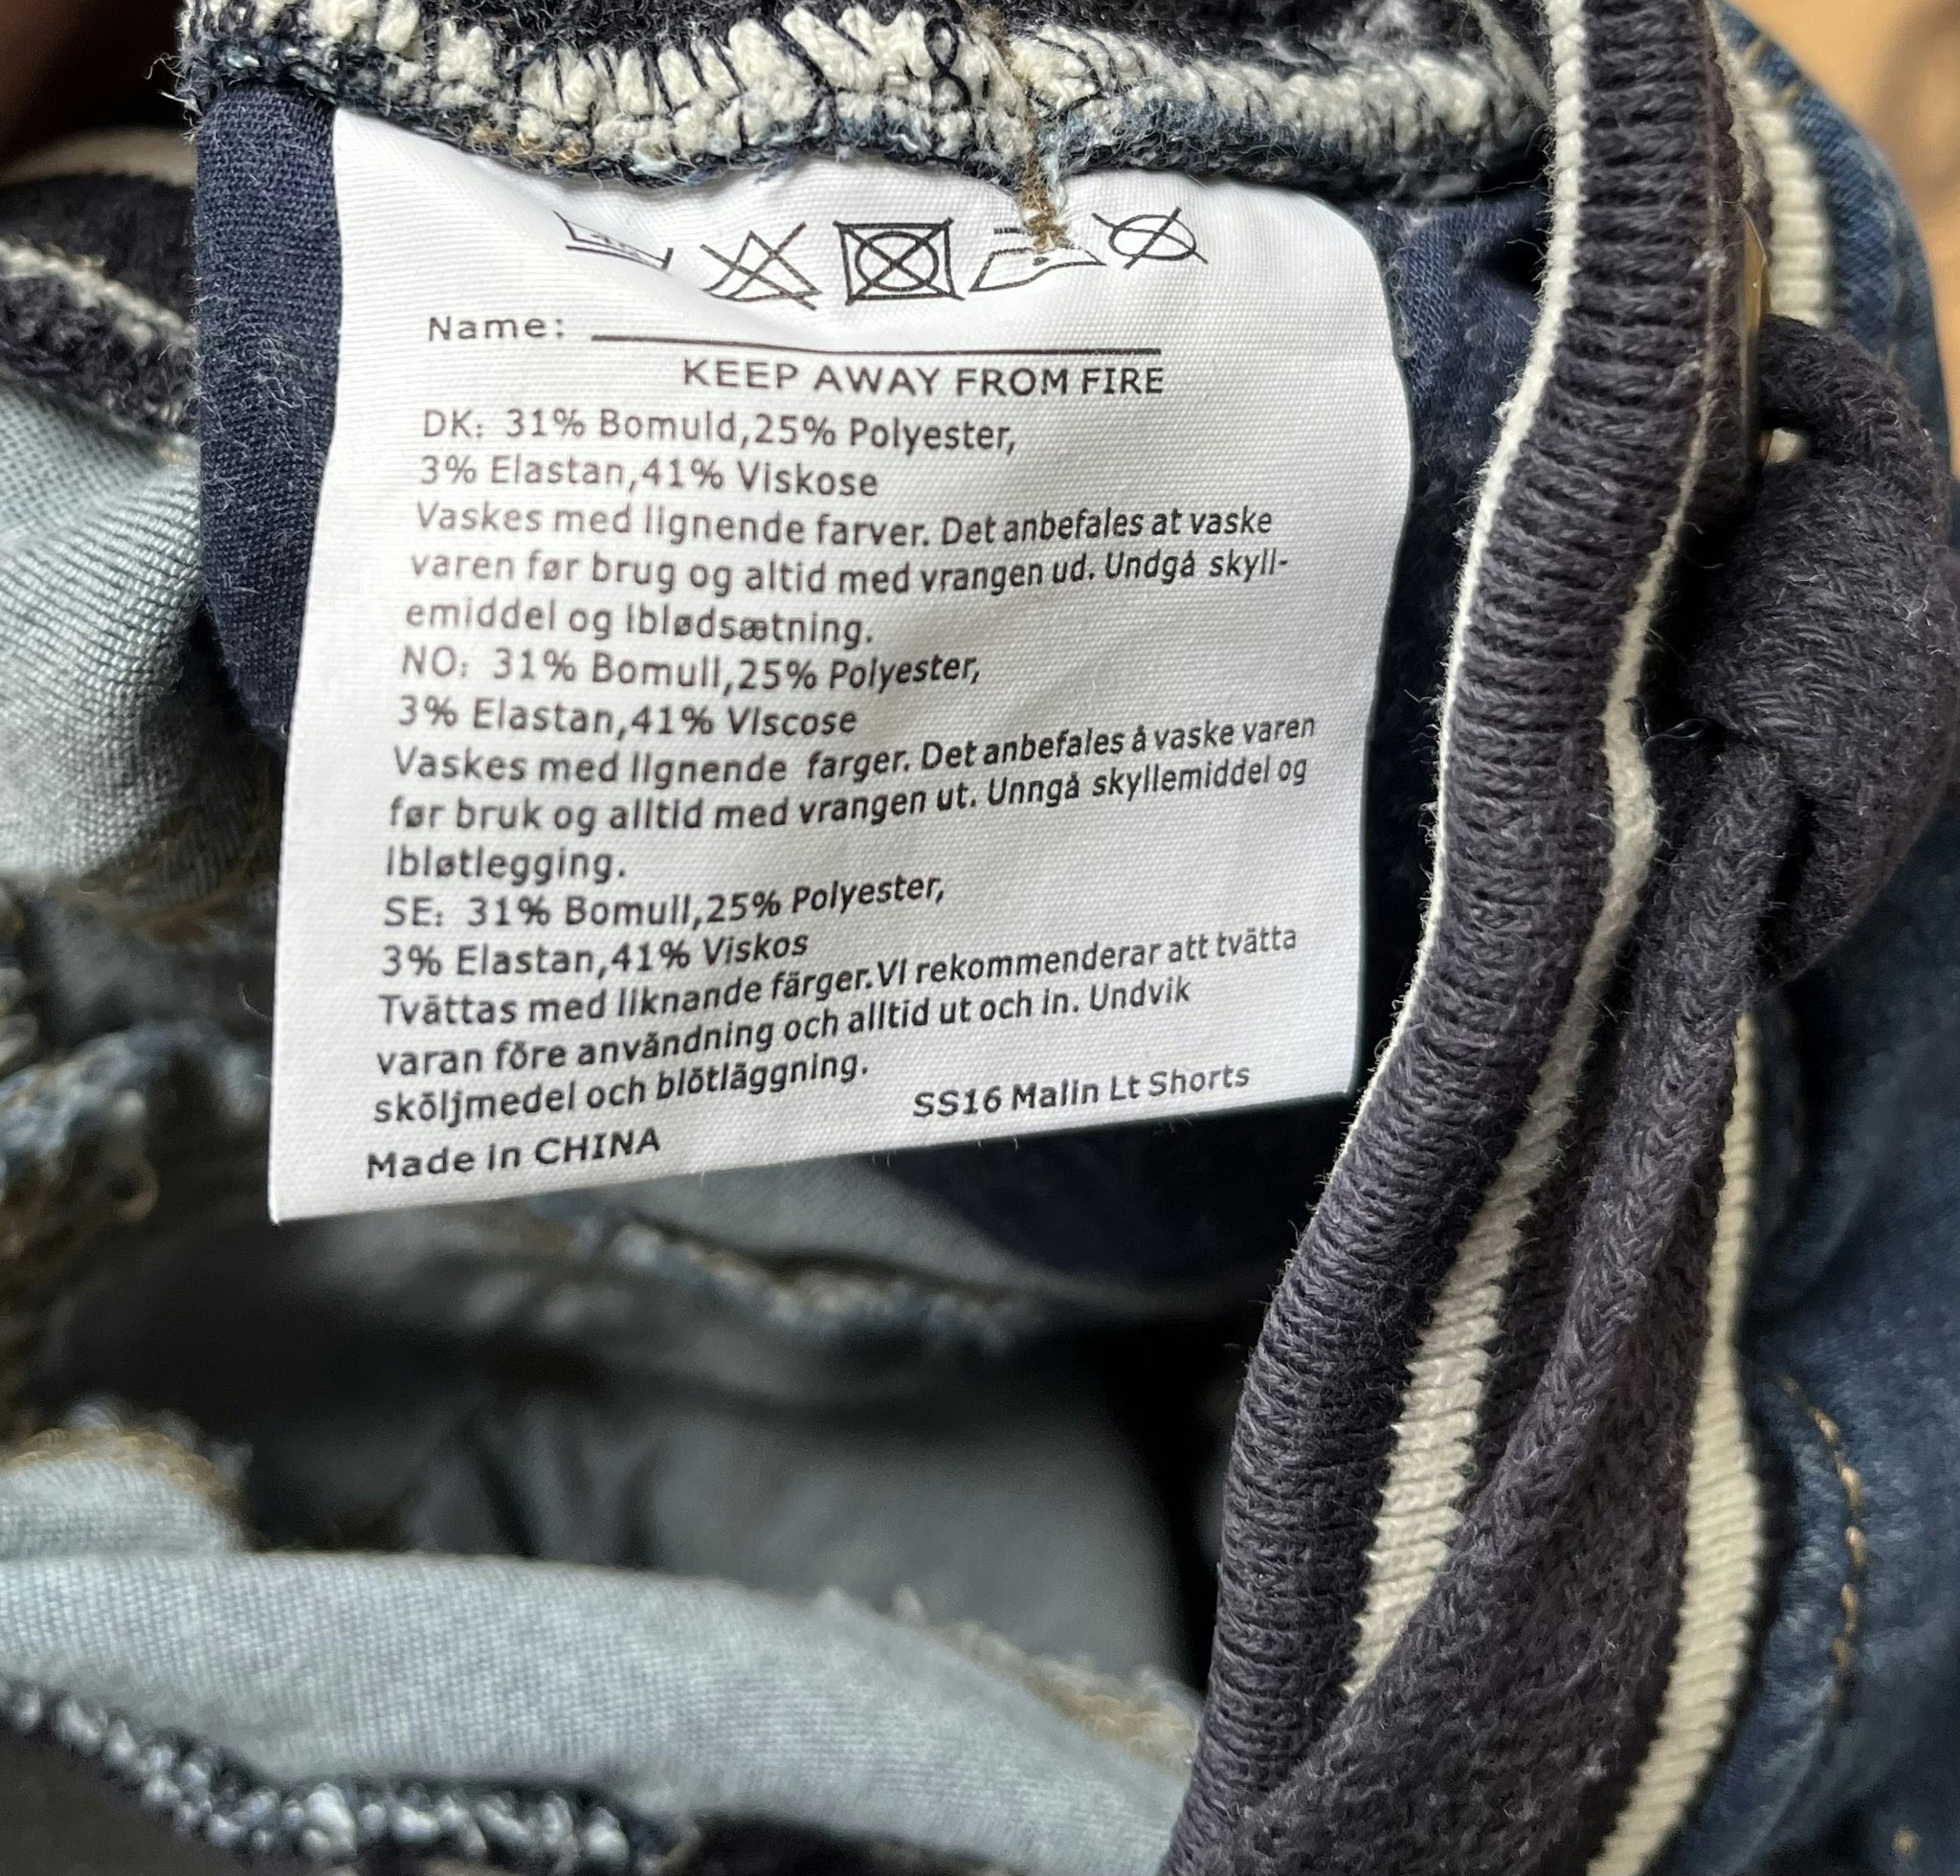 Name:
KEEP AWAY FROM FIRE
DK: 31% Bomuld,25% Polyester,
3% Elastan,41% Viskose
Vaskes med lignende farver. Det anbefales at vaske
varen før brug og altid med vrangen ud. Undgå skyll-
emiddel og Iblødsætning.
NO: 31% Bomull,25% Polyester,
3% Elastan,41% Viscose
Vaskes med lignende farger. Det anbefales å vaske varen
før bruk og alltid med vrangen ut. Unngå skyllemiddel og
Ibløtlegging.
SE: 31% Bomull,25% Polyester,
3% Elastan,41% Viskos
Tvättas med liknande färger.Vi rekommenderar att tvätta
varan före användning och alltid ut och in. Undvik
sköljmedel och blötläggning.
SS16 Malin Lt Shorts
Made in CHINA